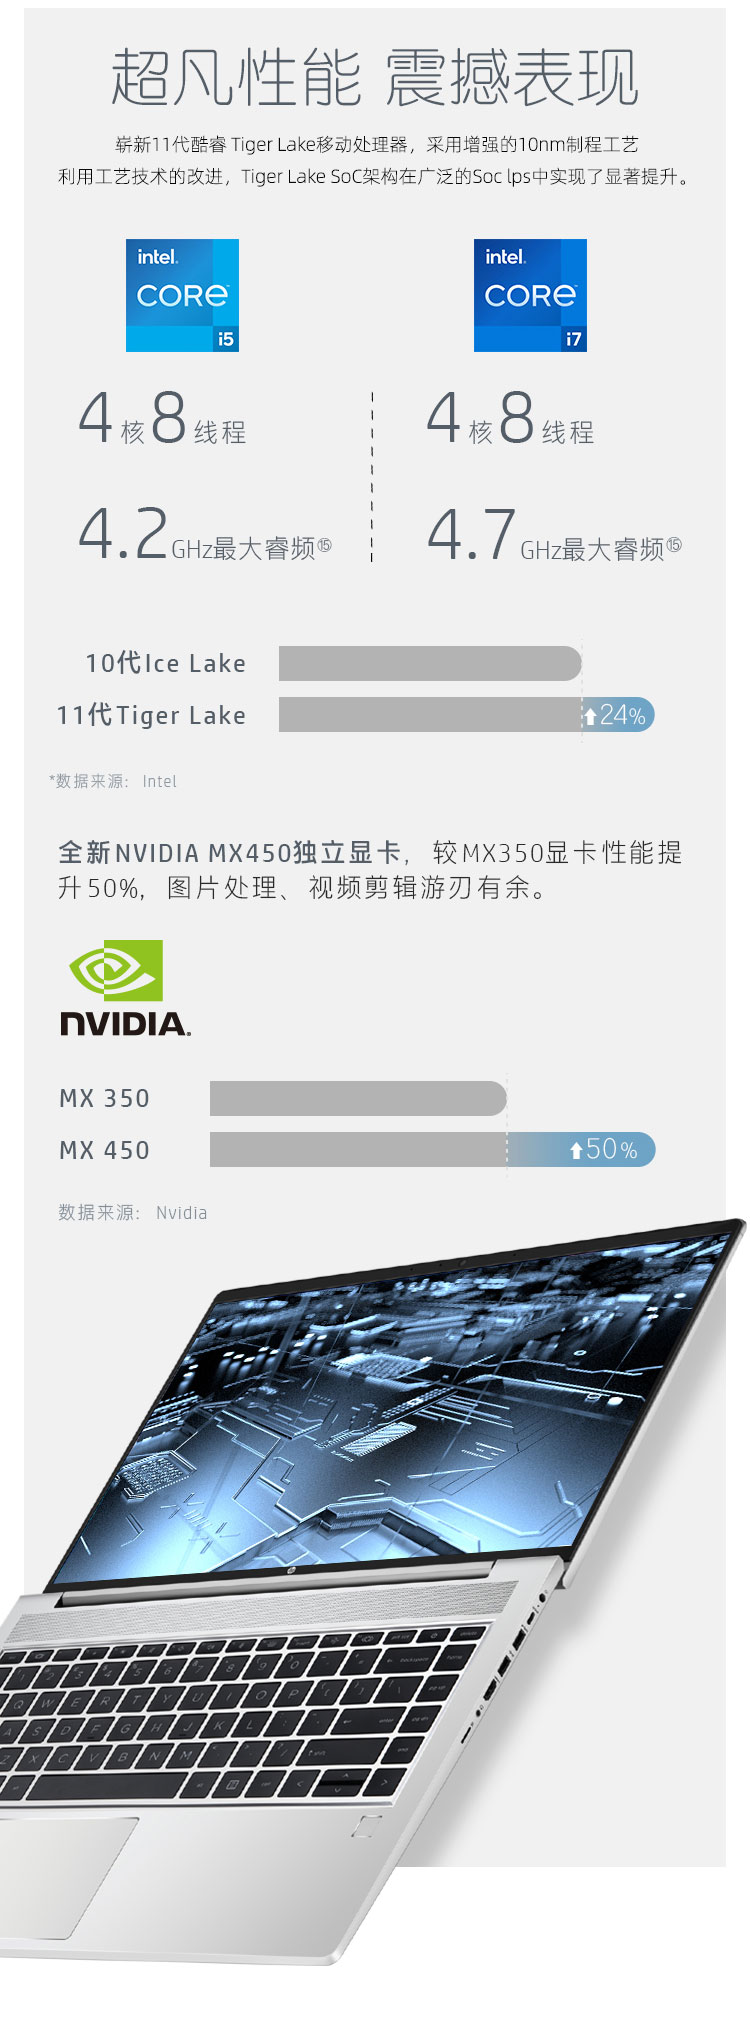 超凡性能 震撼表现
崭新11代酷睿 Tiger Lake移动处理器，采用增强的10nm制程工艺
利用工艺技术的改进，Tiger Lake SoC架构在广泛的Soc lps中实现了显著提升。
intel.
CORE™
i5
intel.
CORE™
i7
4核8线程
4核8线程
4.2GHz最大睿频⑮
4.7GHz最大睿频⑮
10代Ice Lake
11代Tiger Lake
24%
*数据来源: Intel
全新NVIDIA MX450独立显卡，较MX350显卡性能提
升50%，图片处理、视频剪辑游刃有余。
NVIDIA.
MX 350
MX 450
50%
数据来源: Nvidia
hp